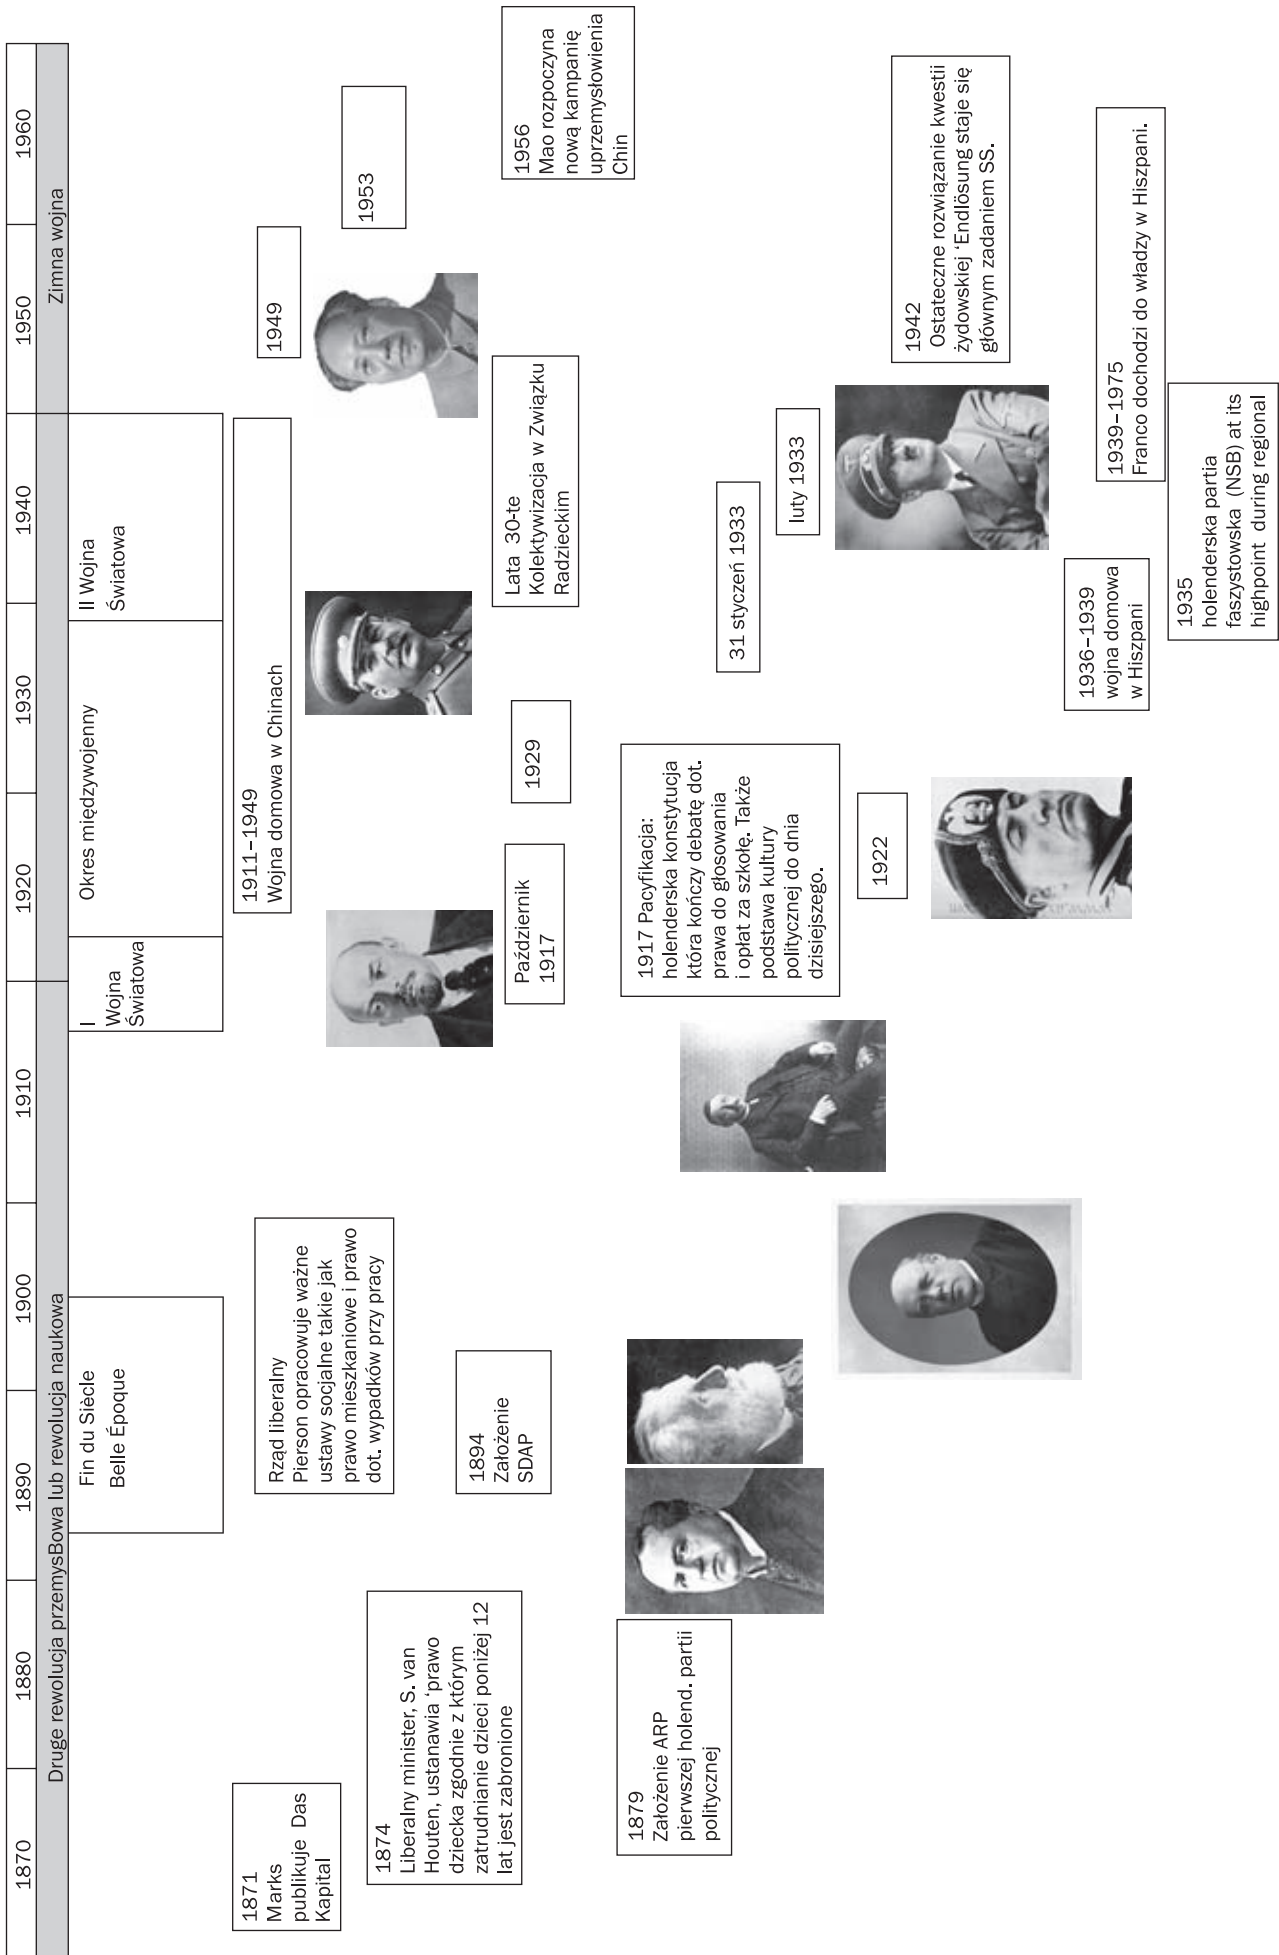 1870
1880
1890
1900
1910
1920
1930
1940
1950
1960
Druge rewolucja przemysBowa lub rewolucja naukowa
Zimna wojna
Fin du Siècle
Belle Époque
I
Wojna
Światowa
Okres międzywojenny
II Wojna
Światowa
1871
Marks
publikuje Das
Kapital
Rząd liberalny
Pierson opracowuje ważne
ustawy socjalne takie jak
prawo mieszkaniowe i prawo
dot. wypadków przy pracy
1911–1949
Wojna domowa w Chinach
1949
1953
1874
Liberalny minister, S. van
Houten, ustanawia ‘prawo
dziecka zgodnie z którym
zatrudnianie dzieci poniżej 12
lat jest zabronione
1894
Założenie
SDAP
Październik
1917
1929
Lata 30-te
Kolektywizacja w Związku
Radzieckim
1956
Mao rozpoczyna
nową kampanię
uprzemysłowienia
Chin
1879
Założenie ARP
pierwszej holend. partii
politycznej
1917 Pacyfikacja:
holenderska konstytucja
która kończy debatę dot.
prawa do głosowania
i opłat za szkołę. Także
podstawa kultury
politycznej do dnia
dzisiejszego.
31 styczeń 1933
luty 1933
1922
1942
Ostateczne rozwiązanie kwestii
żydowskiej ‘Endlösung staje się
głównym zadaniem SS.
1936–1939
wojna domowa
w Hiszpani
1939–1975
Franco dochodzi do władzy w Hiszpani.
1935
holenderska partia
faszystowska (NSB) at its
highpoint during regional